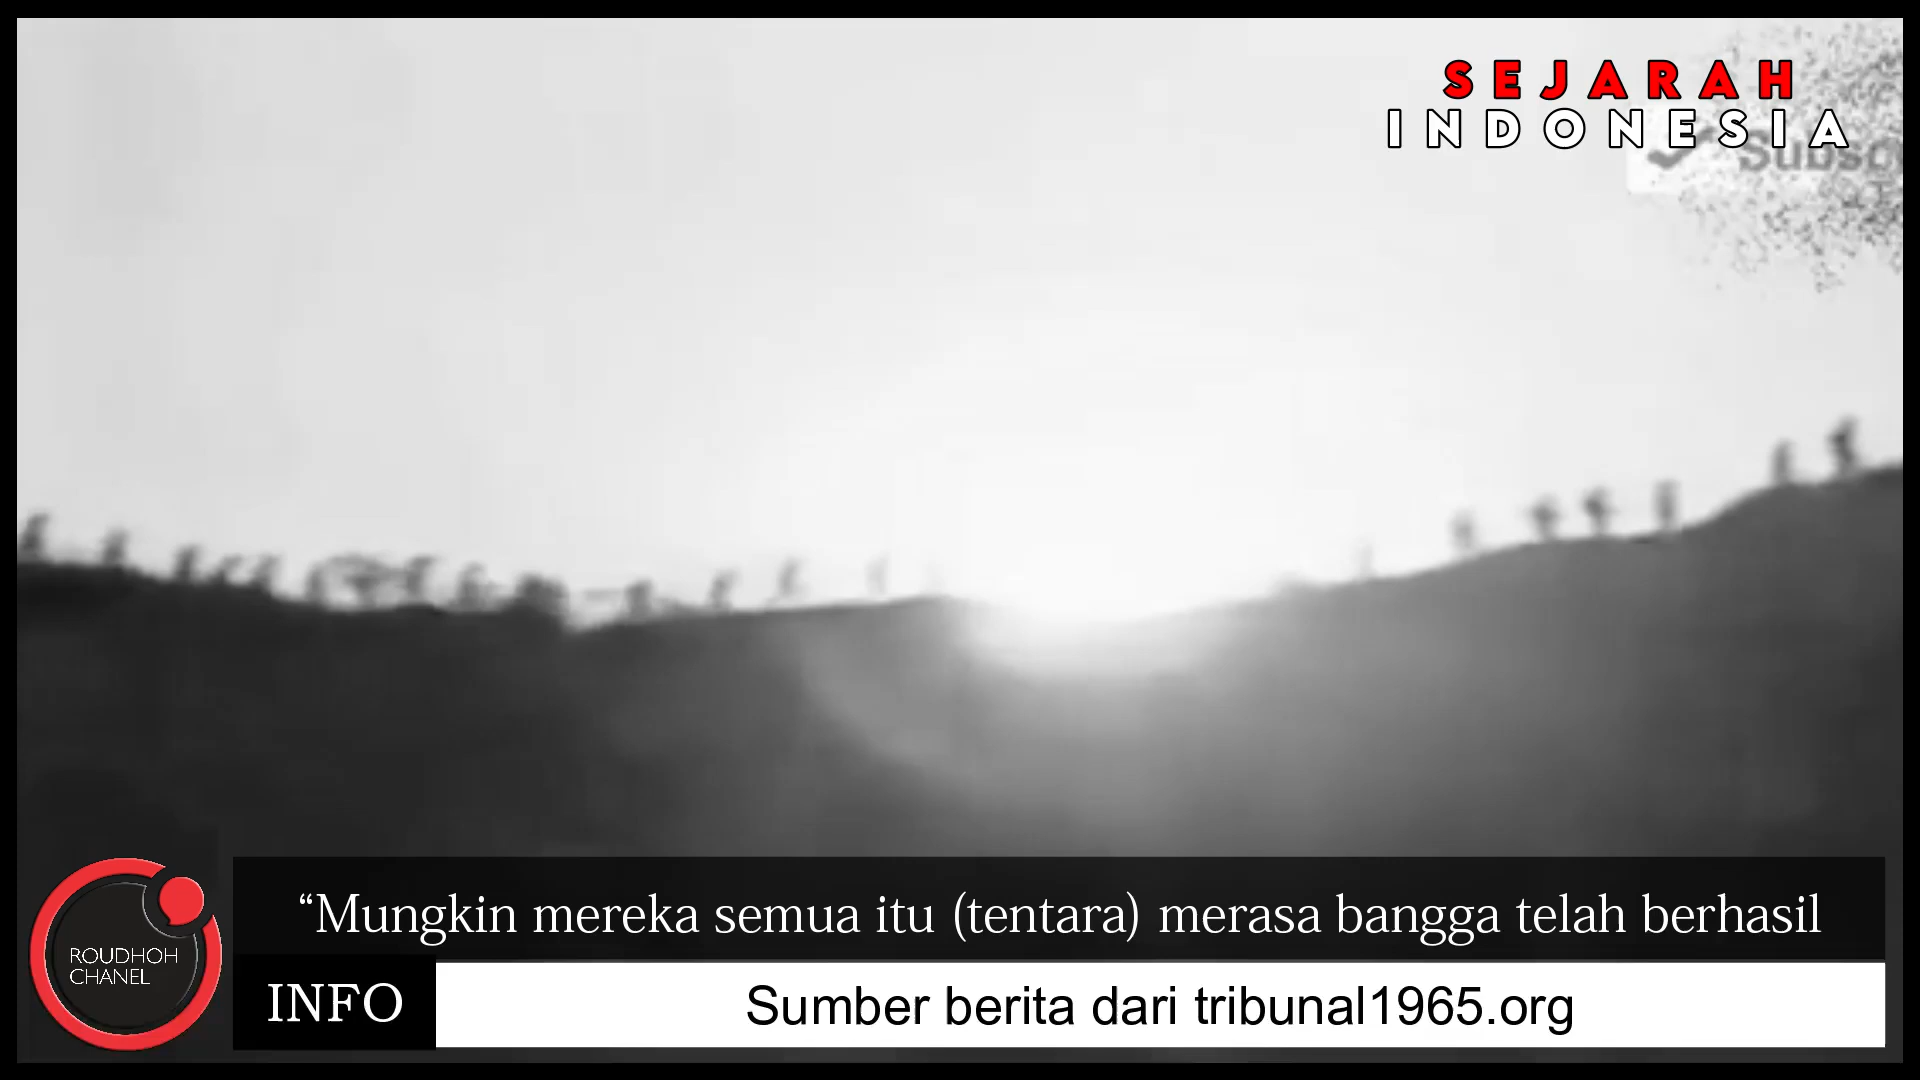 SEJARAH
INDONESIA
Subsc
“Mungkin mereka semua itu (tentara) merasa bangga telah berhasil
ROUDHOH
CHANEL
INFO
Sumber berita dari tribunal1965.org